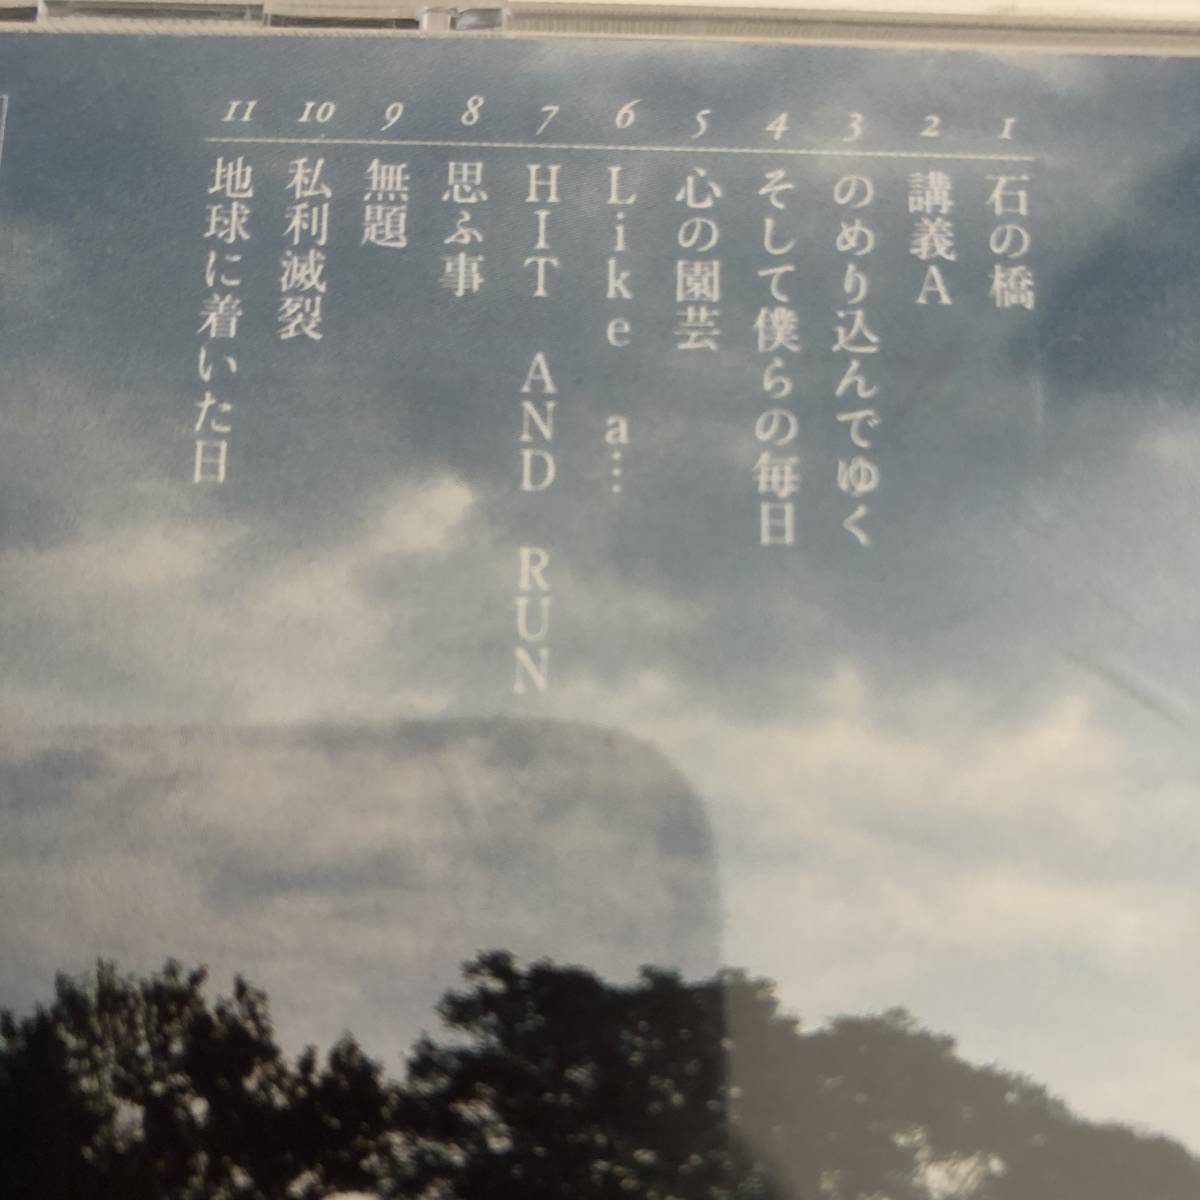 1 石の橋
2 講義A
3 のめり込んでゆく
4 そして僕らの毎日
5 心の園芸
6 Like a…
7 HIT AND RUN
8 思ふ事
9 無題
10 私利滅裂
11 地球に着いた日